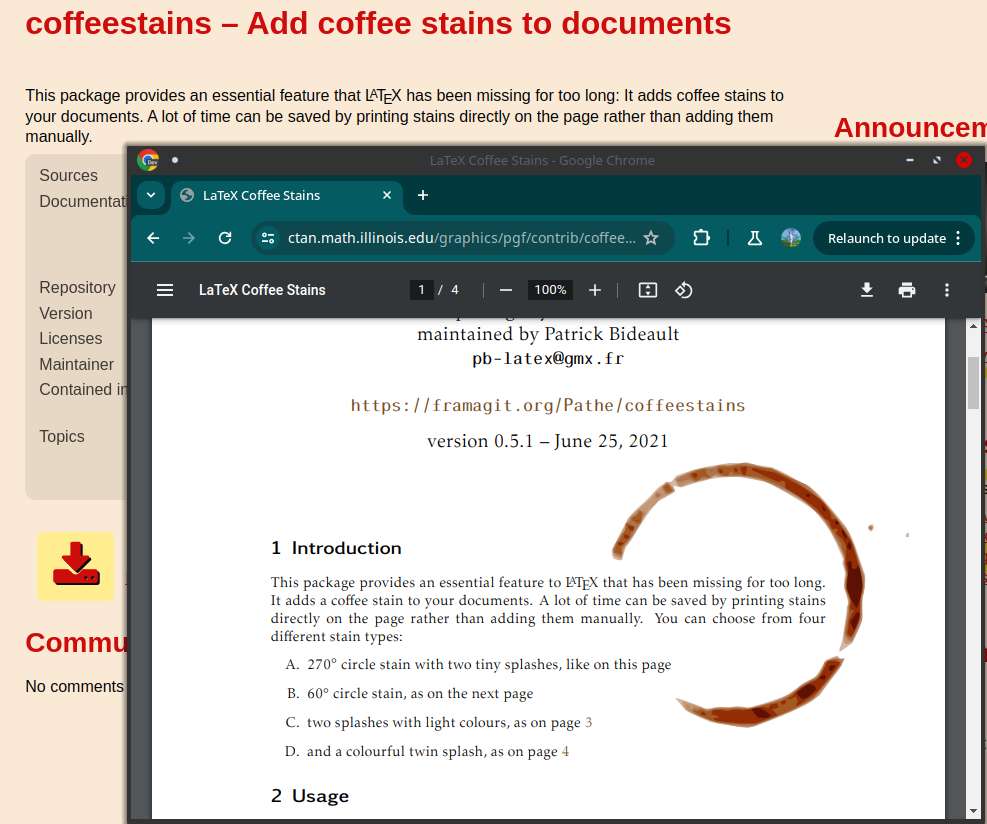 coffeestains – Add coffee stains to documents
This package provides an essential feature that LATEX has been missing for too long: It adds coffee stains to
your documents. A lot of time can be saved by printing stains directly on the page rather than adding them
manually.
Announcem
Sources
Documentat
Repository
Version
Licenses
Maintainer
Contained in
Topics
Commu
No comments
LaTeX Coffee Stains - Google Chrome
LaTeX Coffee Stains
ctan.math.illinois.edu/graphics/pgf/contrib/coffee...
Relaunch to update
LaTeX Coffee Stains
1 / 4
100%
maintained by Patrick Bideault
pb-latex@gmx.fr
https://framagit.org/Pathe/coffeestains
version 0.5.1 – June 25, 2021
1 Introduction
This package provides an essential feature to LATEX that has been missing for too long.
It adds a coffee stain to your documents. A lot of time can be saved by printing stains
directly on the page rather than adding them manually. You can choose from four
different stain types:
A. 270° circle stain with two tiny splashes, like on this page
B. 60° circle stain, as on the next page
C. two splashes with light colours, as on page 3
D. and a colourful twin splash, as on page 4
2 Usage